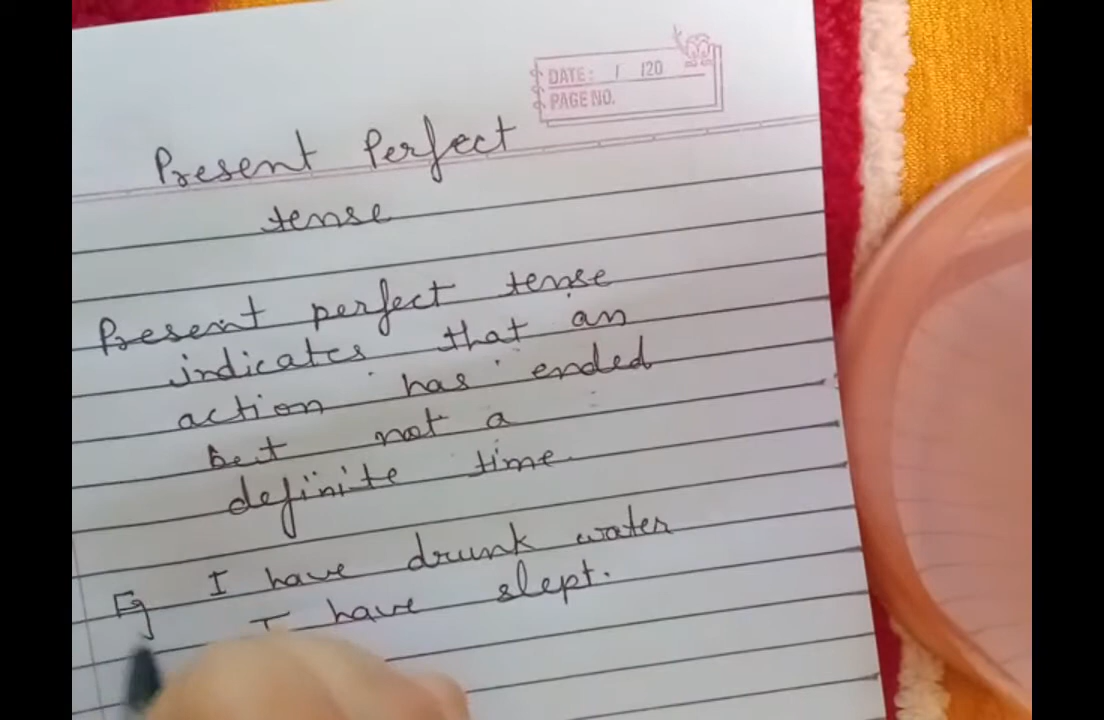 DATE: / /20
PAGE NO.
Present Perfect
tense
Present perfect tense
indicates that an
action has ended
but not a
definite time.
Eg I have drunk water
I have slept.